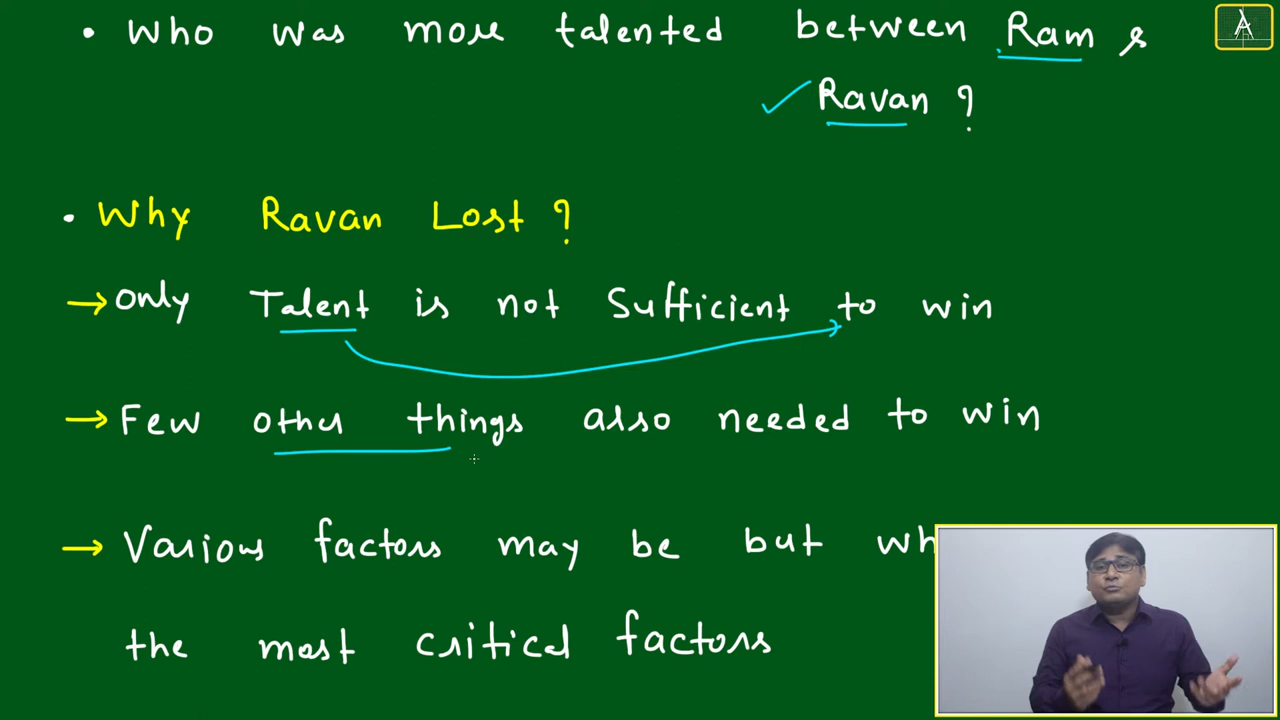 • Who was more talented between Ram &
Ravan ?
• Why Ravan Lost ?
→ Only Talent is not Sufficient to win
→ Few other things also needed to win
→ Various factors may be but
the most critical factors